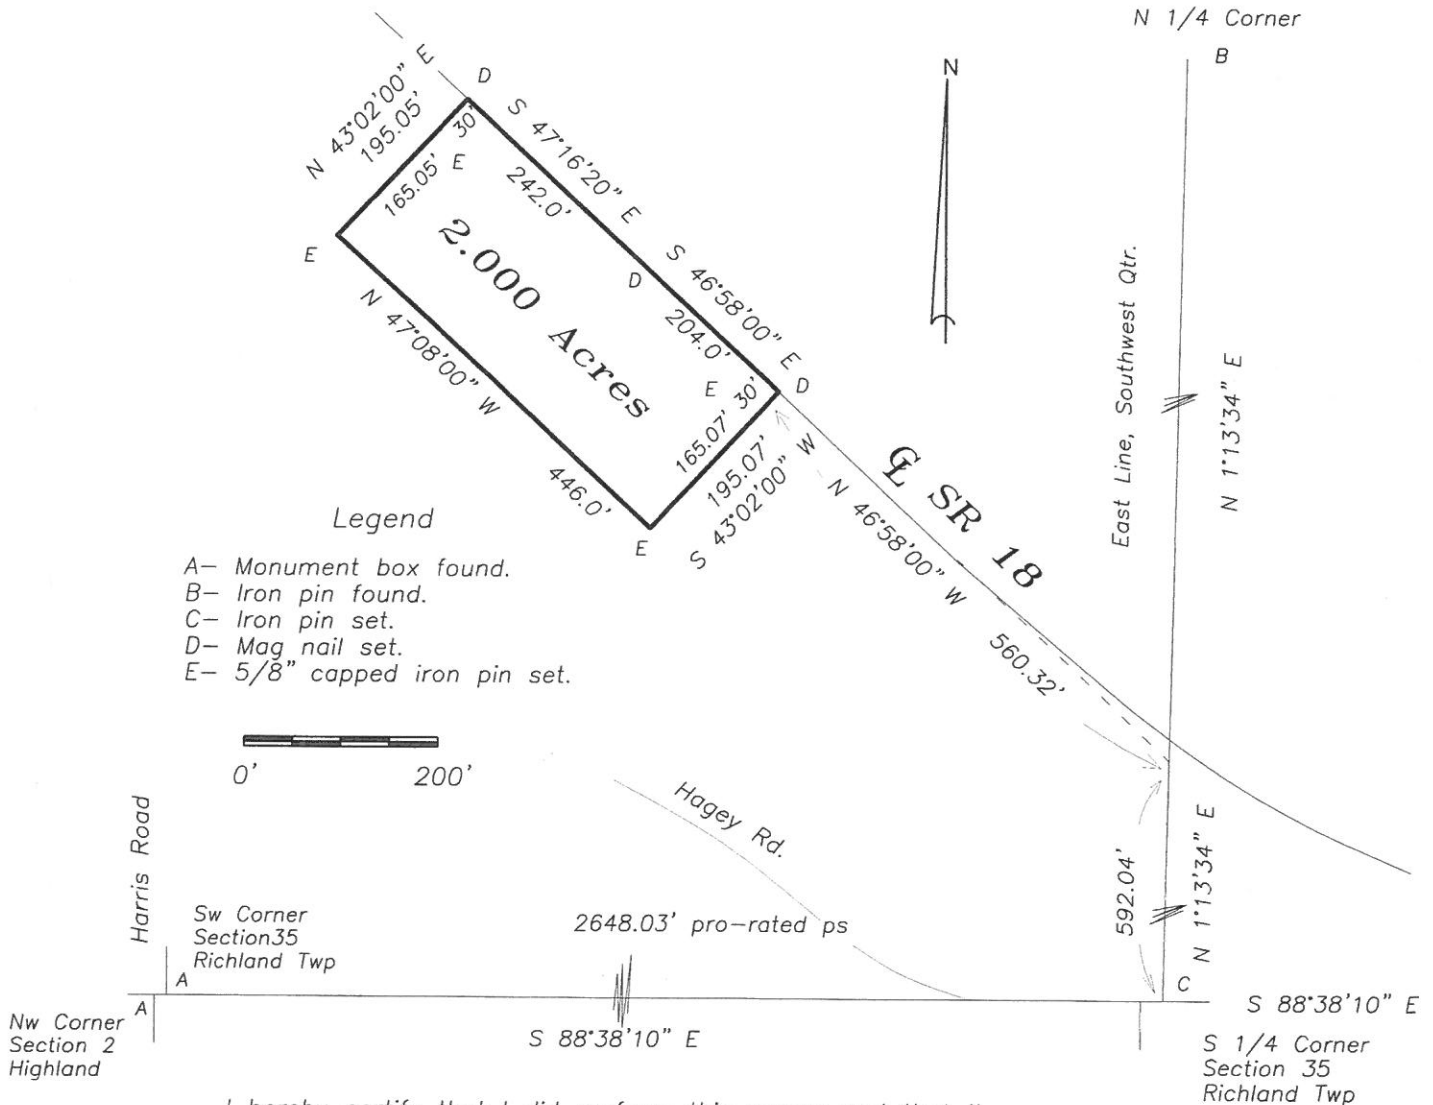 N 1/4 Corner
B
N
E
D
N 43°02'00" E
195.05'
30'
165.05'
E
S 47°16'20" E
242.0'
S 46°58'00" E
D
204.0'
E
D
30'
165.07'
195.07'
S 43°02'00" W
2.000 Acres
E
N 47°08'00" W
446.0'
E
East Line, Southwest Qtr.
N 1°13'34" E
℄ SR 18
N 46°58'00" W
560.32'
Legend
A– Monument box found.
B– Iron pin found.
C– Iron pin set.
D– Mag nail set.
E– 5/8" capped iron pin set.
0' 200'
Hagey Rd.
Harris Road
592.04'
N 1°13'34" E
Sw Corner
Section35
Richland Twp
2648.03' pro–rated ps
A
A
C
S 88°38'10" E
S 88°38'10" E
Nw Corner
Section 2
Highland
S 1/4 Corner
Section 35
Richland Twp